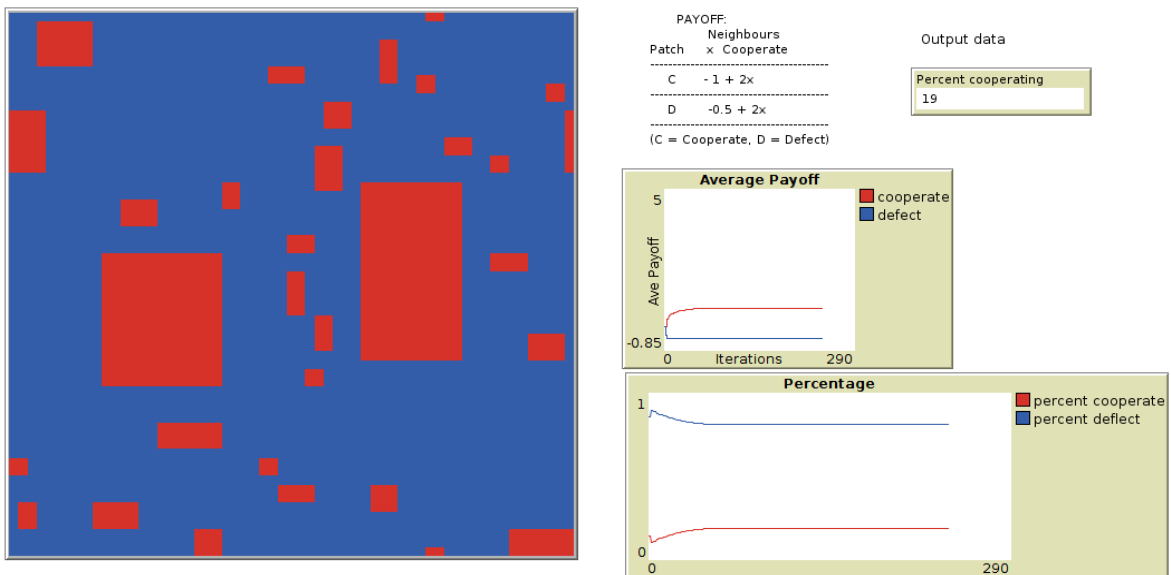 PAYOFF:
Neighbours
Patch x Cooperate
------------------------------------------
C - 1 + 2x
------------------------------------------
D -0.5 + 2x
------------------------------------------
(C = Cooperate, D = Defect)
Output data
Percent cooperating
19
Average Payoff
5
Ave Payoff
-0.85
0
Iterations
290
cooperate
defect
Percentage
1
0
0
290
percent cooperate
percent deflect